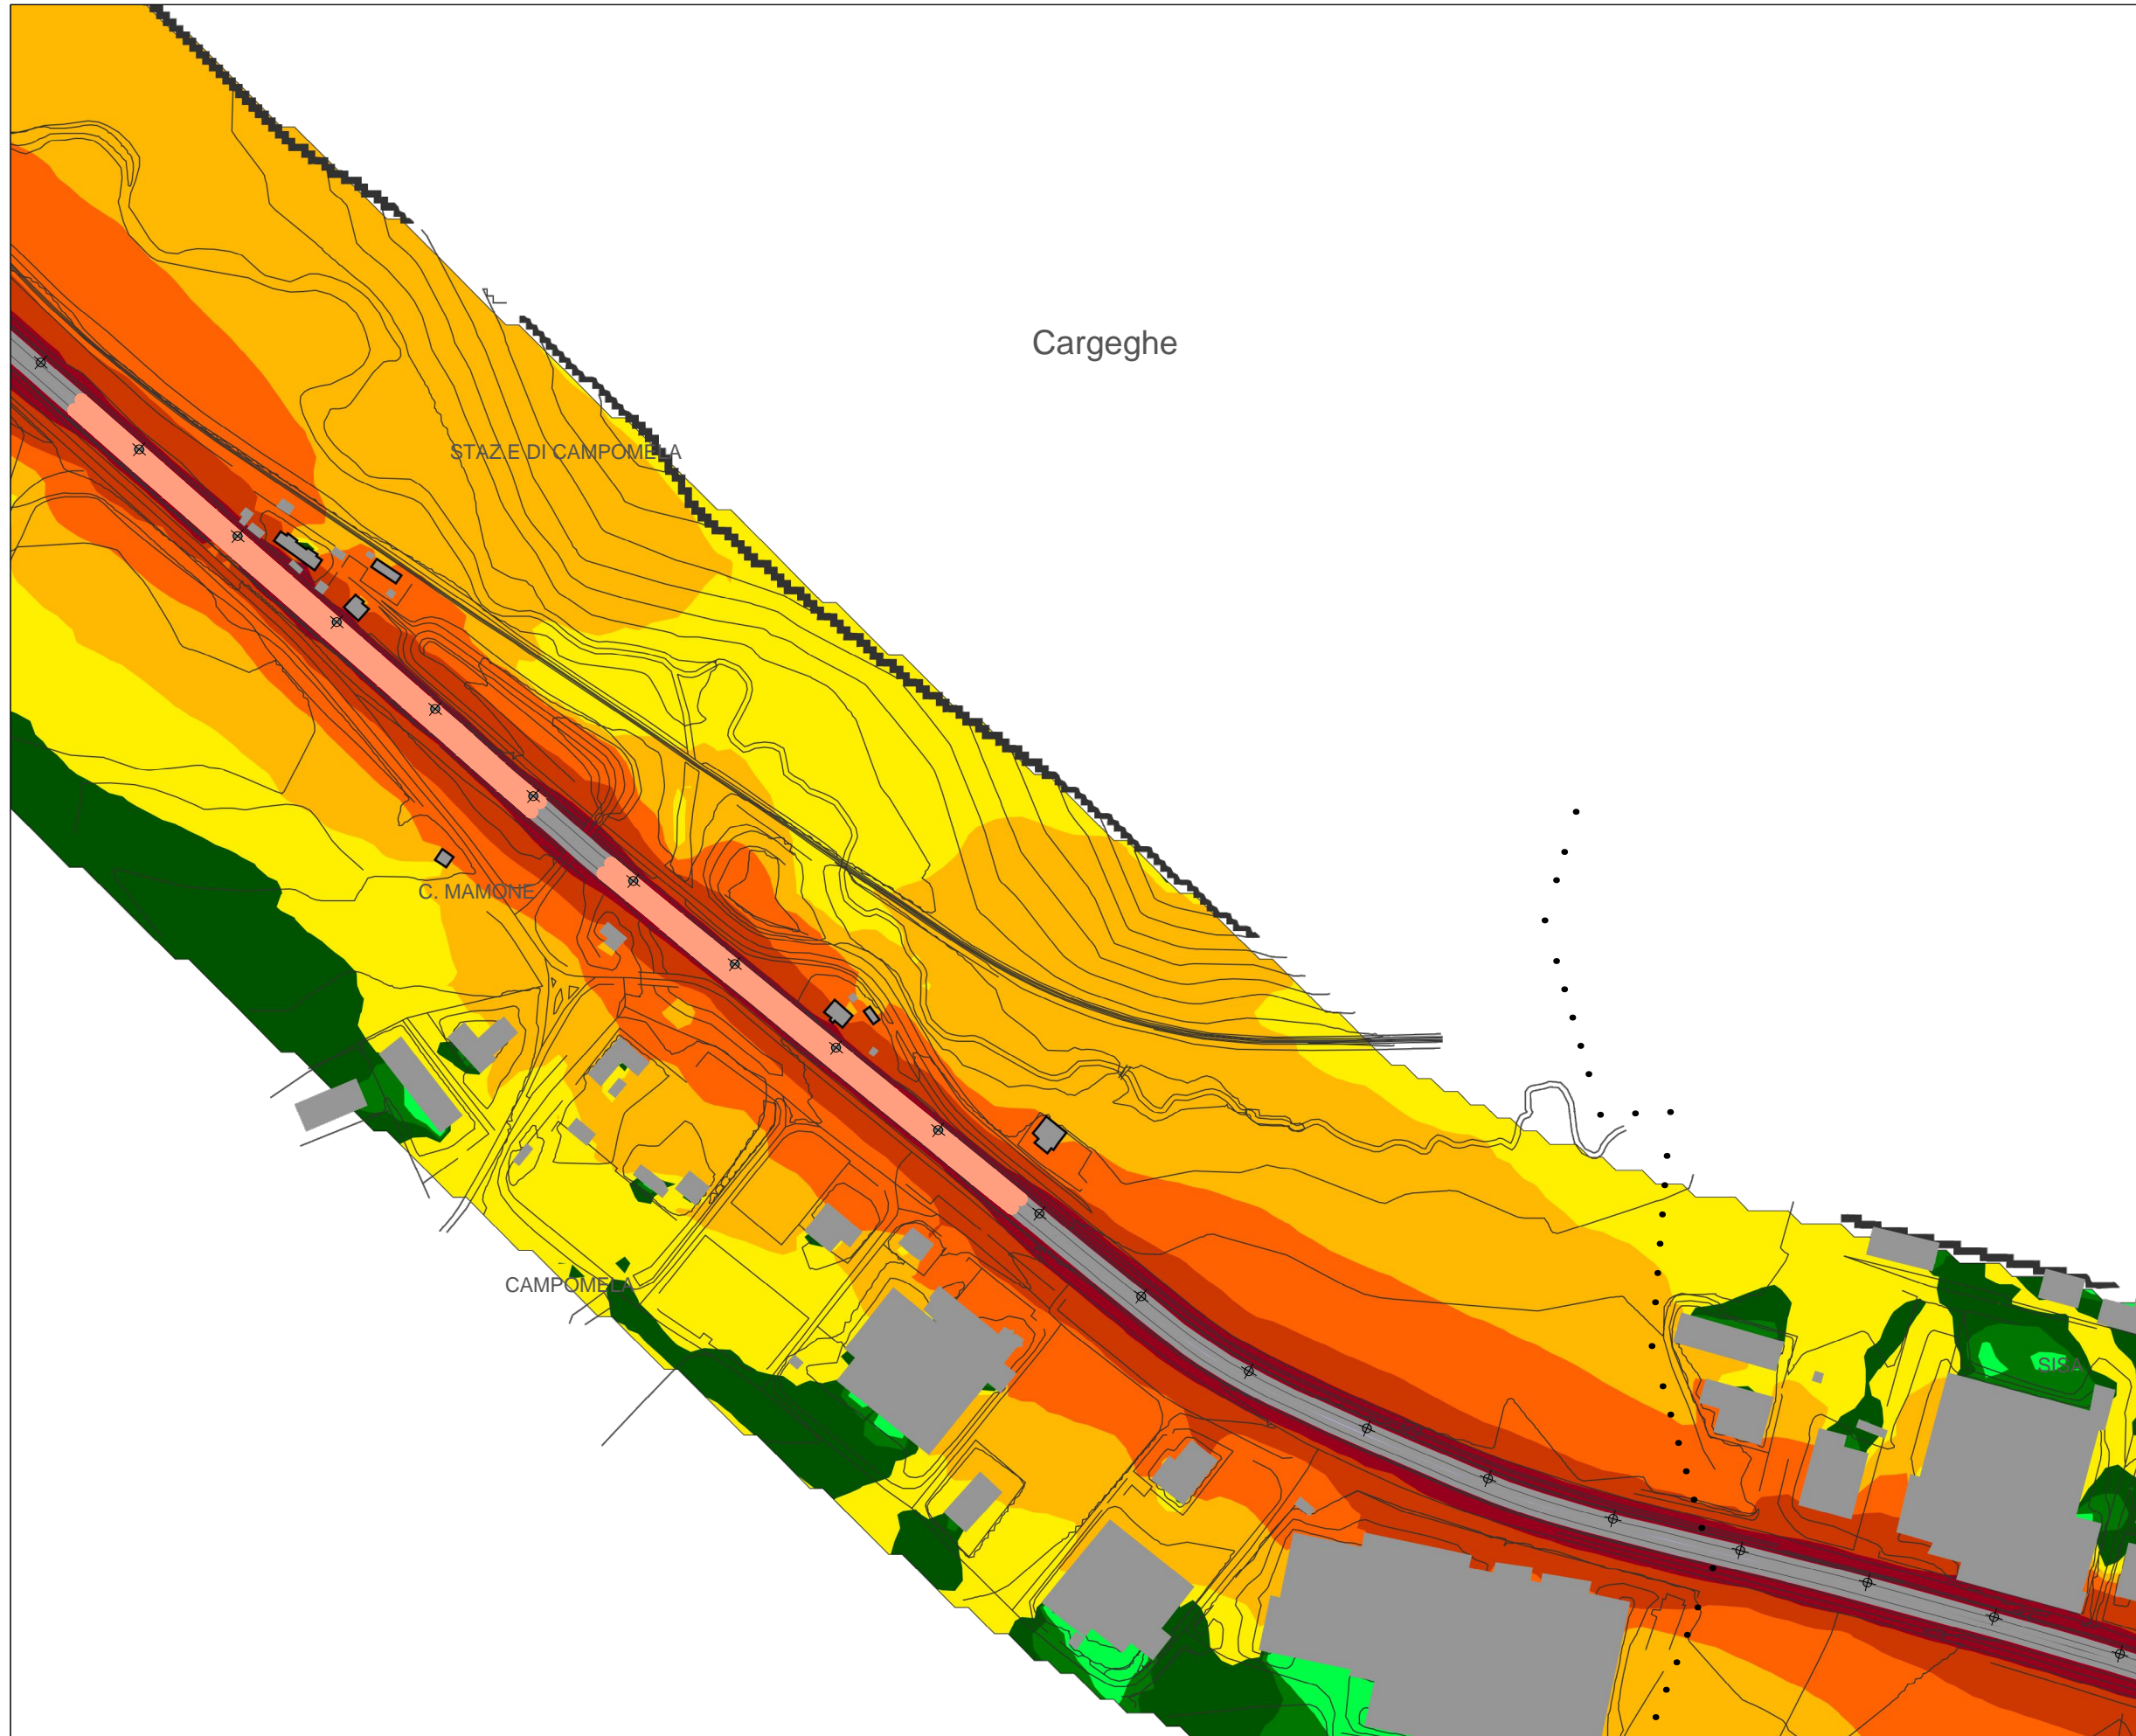 Cargeghe
STAZ.E DI CAMPOMELA
C. MAMONE
CAMPOMELA
SISA